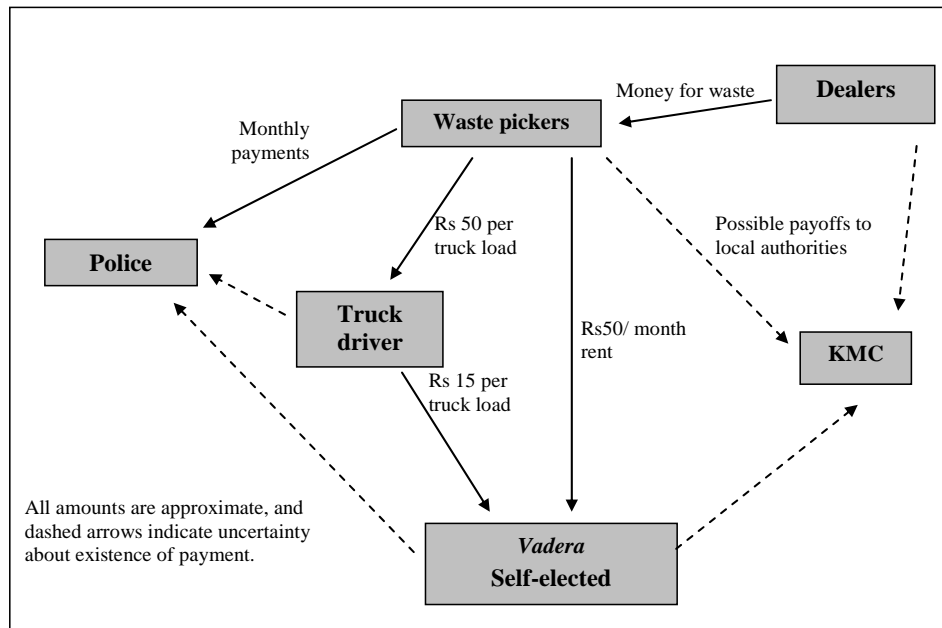 Dealers
Money for waste
Waste pickers
Monthly
payments
Rs 50 per
truck load
Possible payoffs to
local authorities
Police
Truck
driver
Rs50/ month
rent
KMC
Rs 15 per
truck load
All amounts are approximate, and
dashed arrows indicate uncertainty
about existence of payment.
Vadera
Self-elected